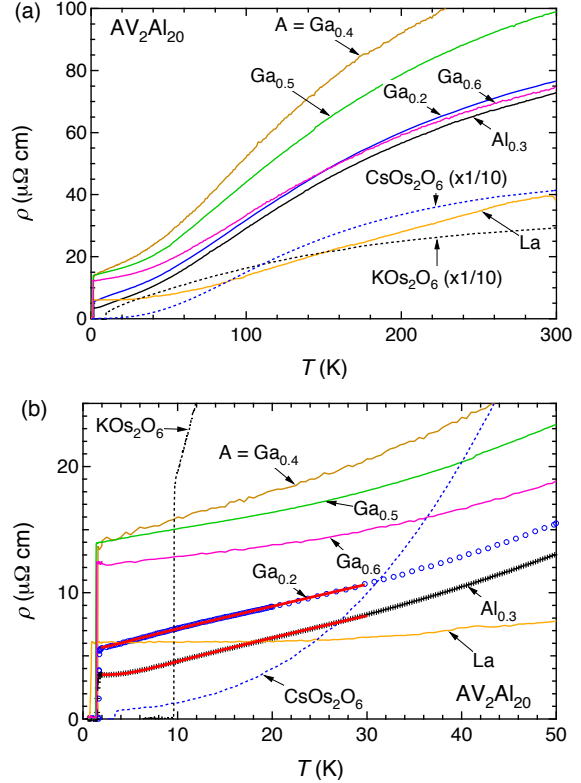 (a)
AV2Al20
A = Ga0.4
Ga0.5
Ga0.2
Ga0.6
Al0.3
CsOs2O6 (x1/10)
La
KOs2O6 (x1/10)
100
80
60
40
20
0
ρ (μΩ cm)
0
100
200
300
T (K)
(b)
KOs2O6
A = Ga0.4
Ga0.5
Ga0.6
Ga0.2
Al0.3
La
CsOs2O6
AV2Al20
20
10
0
ρ (μΩ cm)
0
10
20
30
40
50
T (K)